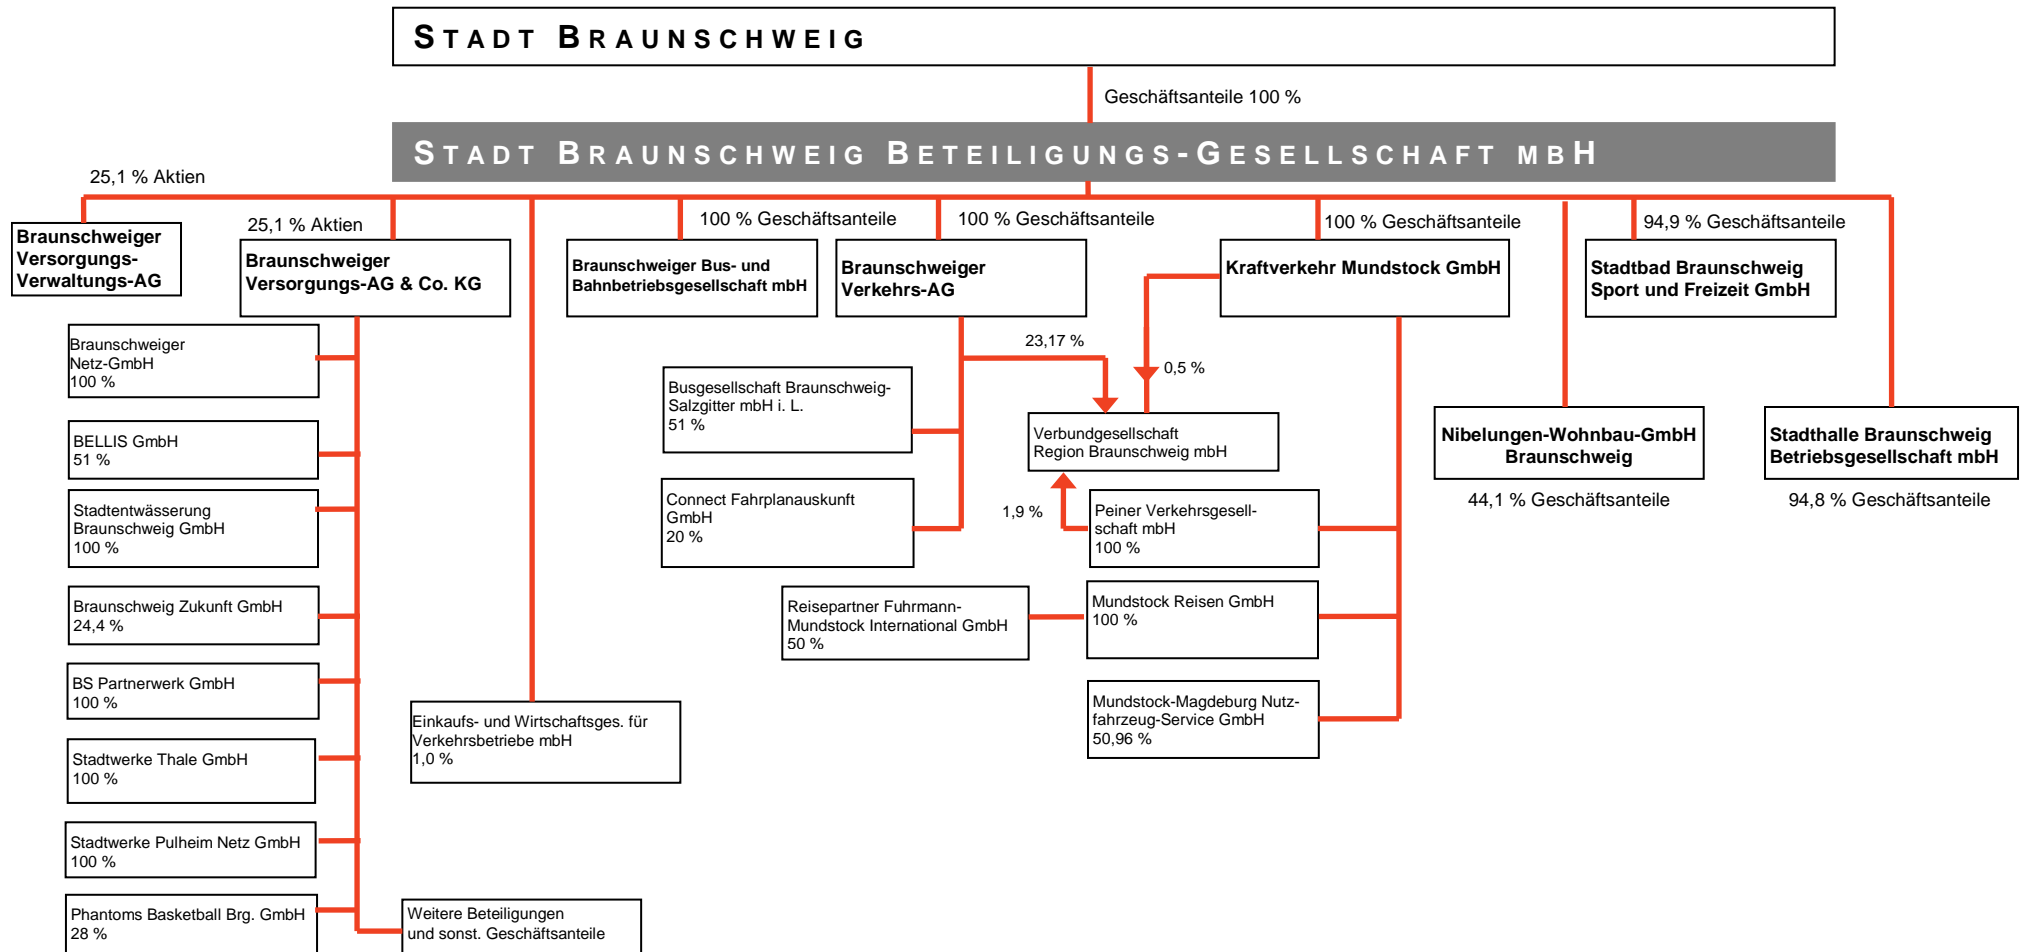 STADT BRAUNSCHWEIG
Geschäftsanteile 100 %
STADT BRAUNSCHWEIG BETEILIGUNGS-GESELLSCHAFT MBH
25,1 % Aktien
Braunschweiger
Versorgungs-
Verwaltungs-AG
25,1 % Aktien
Braunschweiger
Versorgungs-AG & Co. KG
100 % Geschäftsanteile
Braunschweiger Bus- und
Bahnbetriebsgesellschaft mbH
100 % Geschäftsanteile
Braunschweiger
Verkehrs-AG
100 % Geschäftsanteile
Kraftverkehr Mundstock GmbH
94,9 % Geschäftsanteile
Stadtbad Braunschweig
Sport und Freizeit GmbH
Braunschweiger
Netz-GmbH
100 %
BELLIS GmbH
51 %
Stadtentwässerung
Braunschweig GmbH
100 %
Braunschweig Zukunft GmbH
24,4 %
BS Partnerwerk GmbH
100 %
Stadtwerke Thale GmbH
100 %
Stadtwerke Pulheim Netz GmbH
100 %
Phantoms Basketball Brg. GmbH
28 %
Weitere Beteiligungen
und sonst. Geschäftsanteile
Einkaufs- und Wirtschaftsges. für
Verkehrsbetriebe mbH
1,0 %
Busgesellschaft Braunschweig-
Salzgitter mbH i. L.
51 %
Connect Fahrplanauskunft
GmbH
20 %
23,17 %
0,5 %
Verbundgesellschaft
Region Braunschweig mbH
1,9 %
Peiner Verkehrsgesell-
schaft mbH
100 %
Reisepartner Fuhrmann-
Mundstock International GmbH
50 %
Mundstock Reisen GmbH
100 %
Mundstock-Magdeburg Nutz-
fahrzeug-Service GmbH
50,96 %
Nibelungen-Wohnbau-GmbH
Braunschweig
44,1 % Geschäftsanteile
Stadthalle Braunschweig
Betriebsgesellschaft mbH
94,8 % Geschäftsanteile